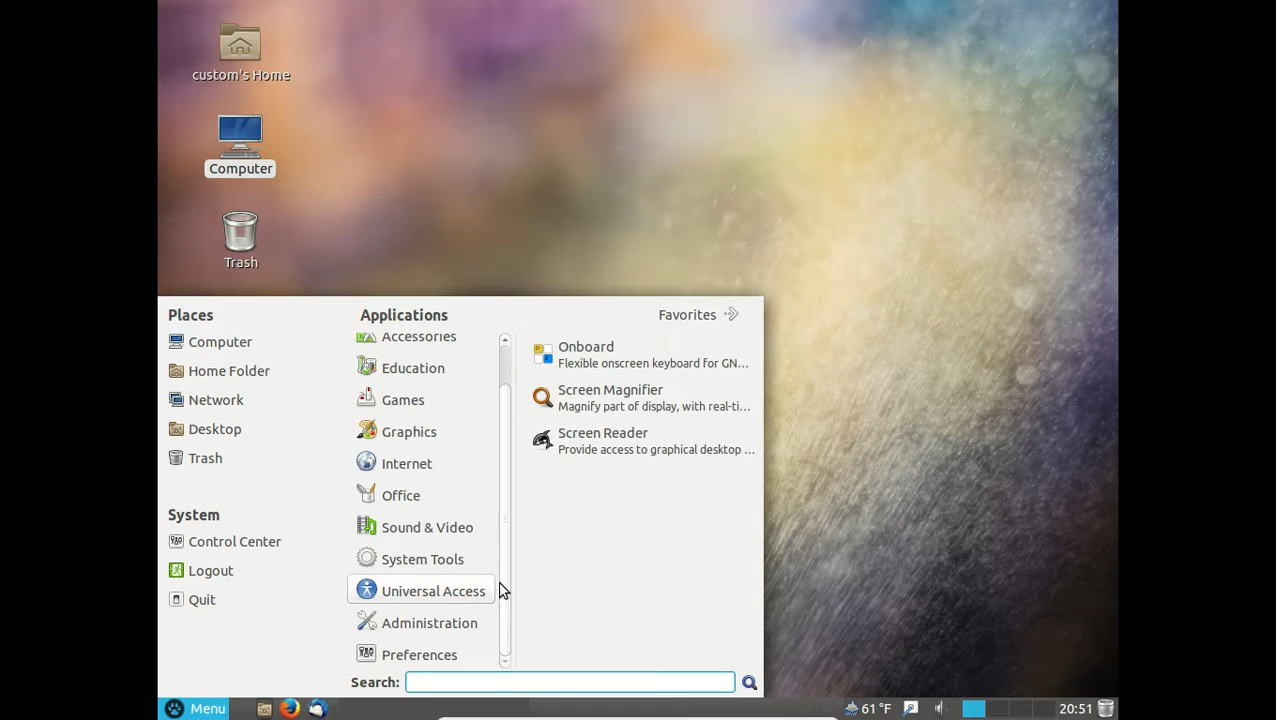 custom's Home
Computer
Trash
Places
Computer
Home Folder
Network
Desktop
Trash
System
Control Center
Logout
Quit
Applications
Accessories
Education
Games
Graphics
Internet
Office
Sound & Video
System Tools
Universal Access
Administration
Preferences
Favorites
Onboard
Flexible onscreen keyboard for GN...
Screen Magnifier
Magnify part of display, with real-ti...
Screen Reader
Provide access to graphical desktop ...
Search:
Menu
61 °F
20:51